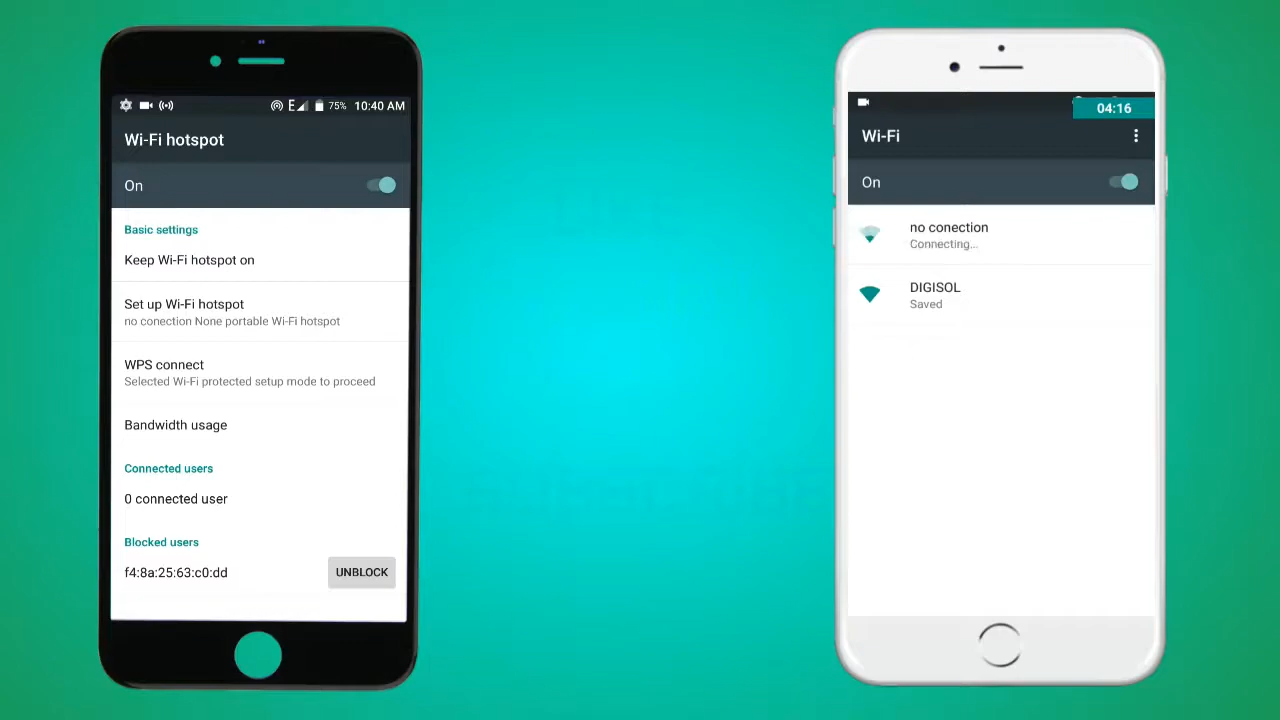 E 75% 10:40 AM
Wi-Fi hotspot
On
Basic settings
Keep Wi-Fi hotspot on
Set up Wi-Fi hotspot
no conection None portable Wi-Fi hotspot
WPS connect
Selected Wi-Fi protected setup mode to proceed
Bandwidth usage
Connected users
0 connected user
Blocked users
f4:8a:25:63:c0:dd
UNBLOCK
04:16
Wi-Fi
On
no conection
Connecting...
DIGISOL
Saved